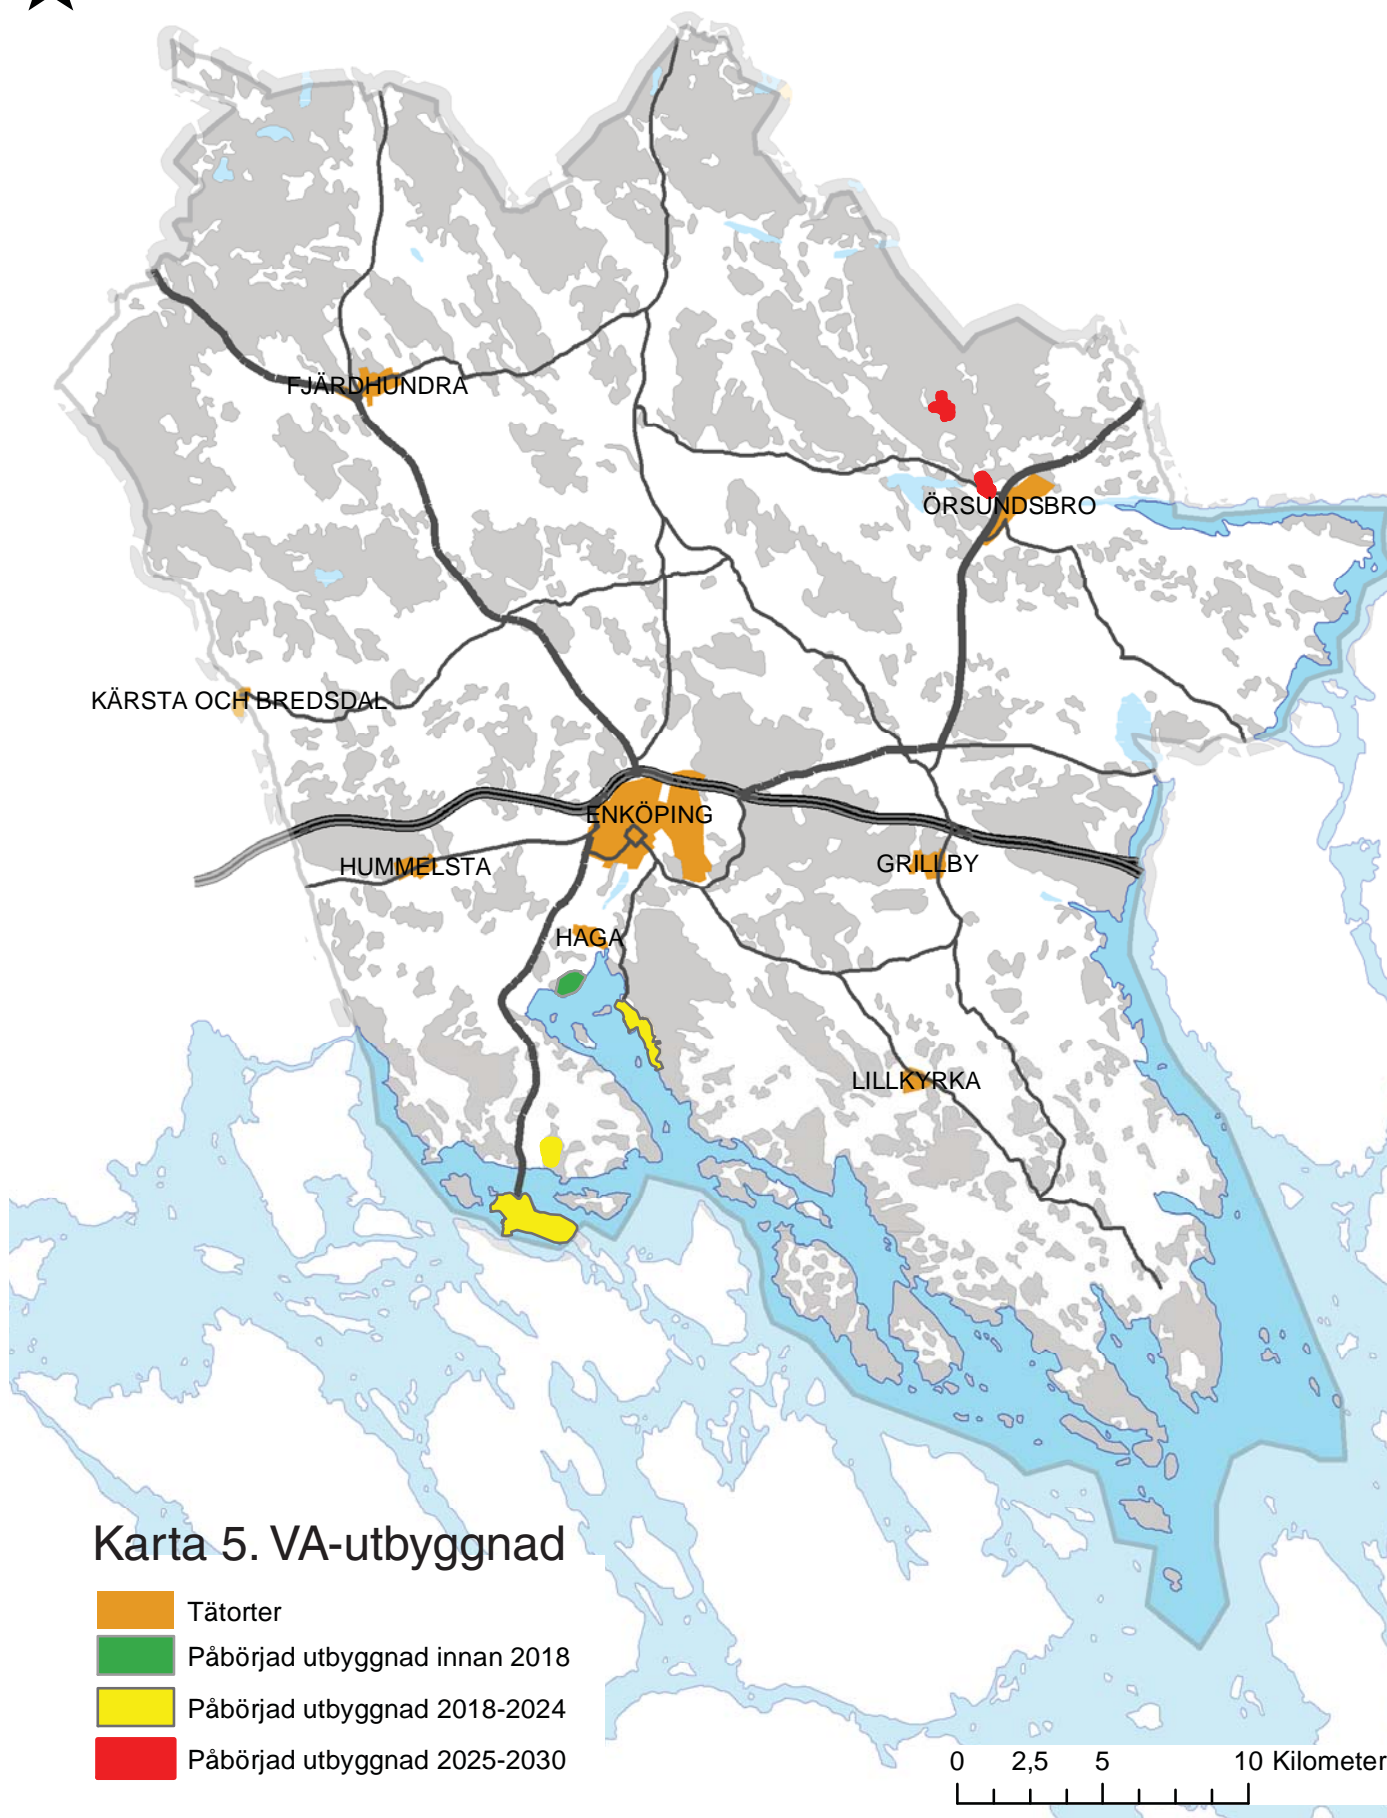 FJÄRDHUNDRA
ÖRSUNDSBRO
KÄRSTA OCH BREDSDAL
ENKÖPING
HUMMELSTA
GRILLBY
HAGA
LILLKYRKA
Karta 5. VA-utbyggnad
Tätorter
Påbörjad utbyggnad innan 2018
Påbörjad utbyggnad 2018-2024
Påbörjad utbyggnad 2025-2030
0 2,5 5 10 Kilometer